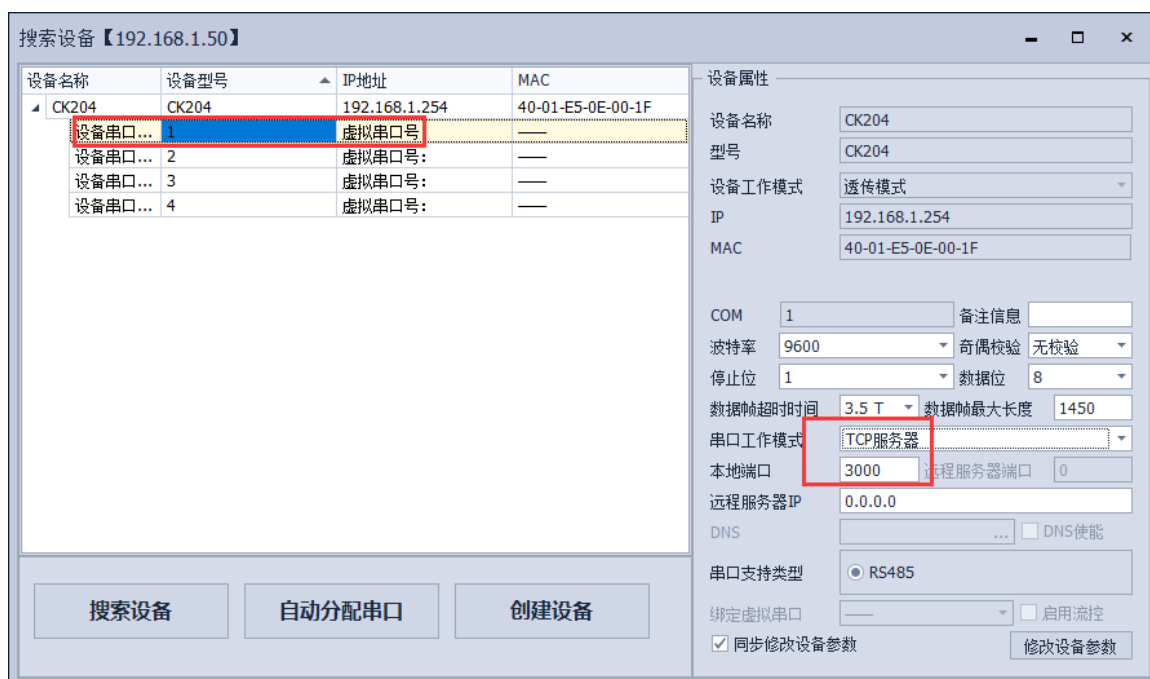 搜索设备【192.168.1.50】
设备名称 设备型号 IP地址 MAC
CK204 CK204 192.168.1.254 40-01-E5-0E-00-1F
设备串口... 1 虚拟串口号 ——
设备串口... 2 虚拟串口号: ——
设备串口... 3 虚拟串口号: ——
设备串口... 4 虚拟串口号: ——
搜索设备 自动分配串口 创建设备
设备属性
设备名称 CK204
型号 CK204
设备工作模式 透传模式
IP 192.168.1.254
MAC 40-01-E5-0E-00-1F
COM 1 备注信息
波特率 9600 奇偶校验 无校验
停止位 1 数据位 8
数据帧超时时间 3.5 T 数据帧最大长度 1450
串口工作模式 TCP服务器
本地端口 3000 远程服务器端口 0
远程服务器IP 0.0.0.0
DNS ... DNS使能
串口支持类型 RS485
绑定虚拟串口 —— 启用流控
同步修改设备参数 修改设备参数